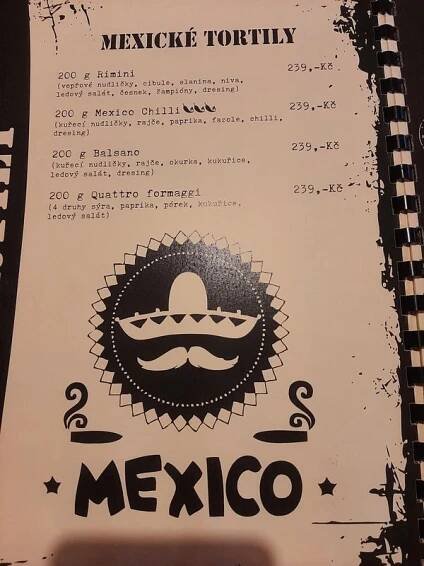 MEXICKÉ TORTILY
200 g Rimini 239,-Kč
(vepřové nudličky, cibule, slanina, niva,
ledový salát, česnek, žampióny, dresing)
200 g Mexico Chilli 239,-Kč
(kuřecí nudličky, rajče, paprika, fazole, chilli,
dresing)
200 g Balsano 239,-Kč
(kuřecí nudličky, rajče, okurka, kukuřice,
ledový salát, dresing)
200 g Quattro formaggi 239,-Kč
(4 druhy sýra, paprika, pórek, kukuřice,
ledový salát)
MEXICO